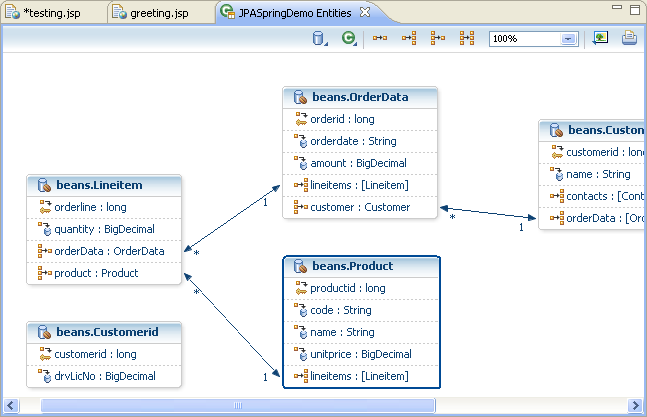 *testing.jsp
greeting.jsp
JPASpringDemo Entities
100%
beans.OrderData
orderid : long
orderdate : String
amount : BigDecimal
lineitems : [Lineitem]
customer : Customer
beans.Custon
customerid : lon
name : String
contacts : [Cont
orderData : [Ord
beans.Lineitem
orderline : long
quantity : BigDecimal
orderData : OrderData
product : Product
1
*
*
1
*
1
beans.Product
productid : long
code : String
name : String
unitprice : BigDecimal
lineitems : [Lineitem]
beans.Customerid
customerid : long
drvLicNo : BigDecimal